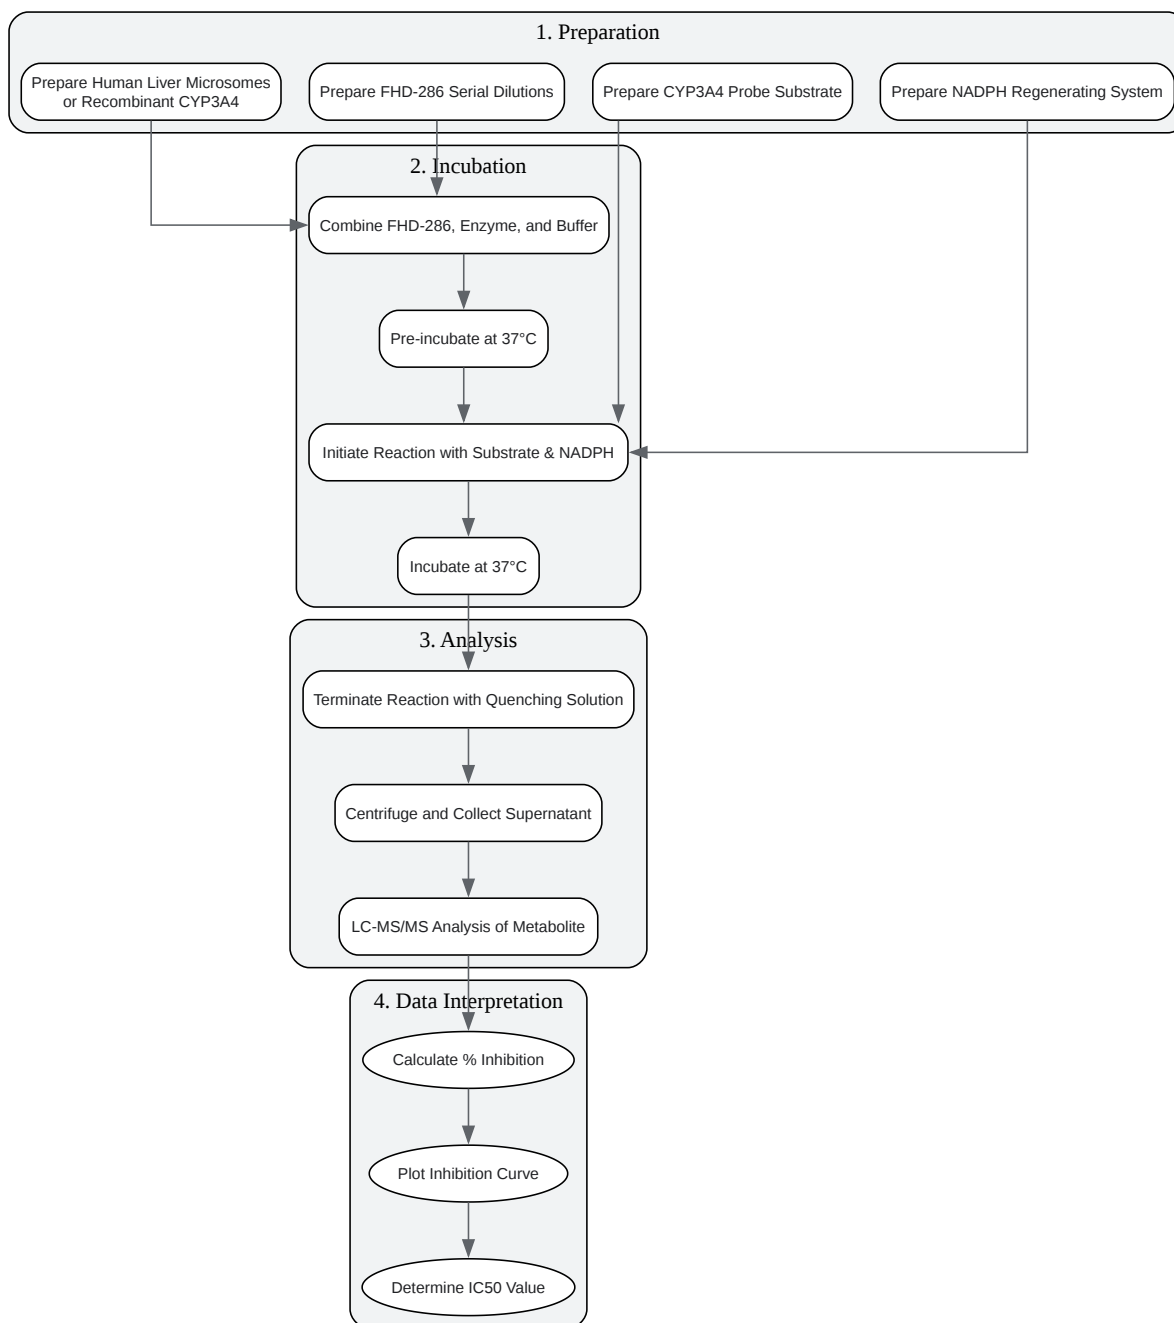 1. Preparation
Prepare Human Liver Microsomes
or Recombinant CYP3A4
Prepare FHD-286 Serial Dilutions
Prepare CYP3A4 Probe Substrate
Prepare NADPH Regenerating System
2. Incubation
Combine FHD-286, Enzyme, and Buffer
Pre-incubate at 37°C
Initiate Reaction with Substrate & NADPH
Incubate at 37°C
3. Analysis
Terminate Reaction with Quenching Solution
Centrifuge and Collect Supernatant
LC-MS/MS Analysis of Metabolite
4. Data Interpretation
Calculate % Inhibition
Plot Inhibition Curve
Determine IC50 Value